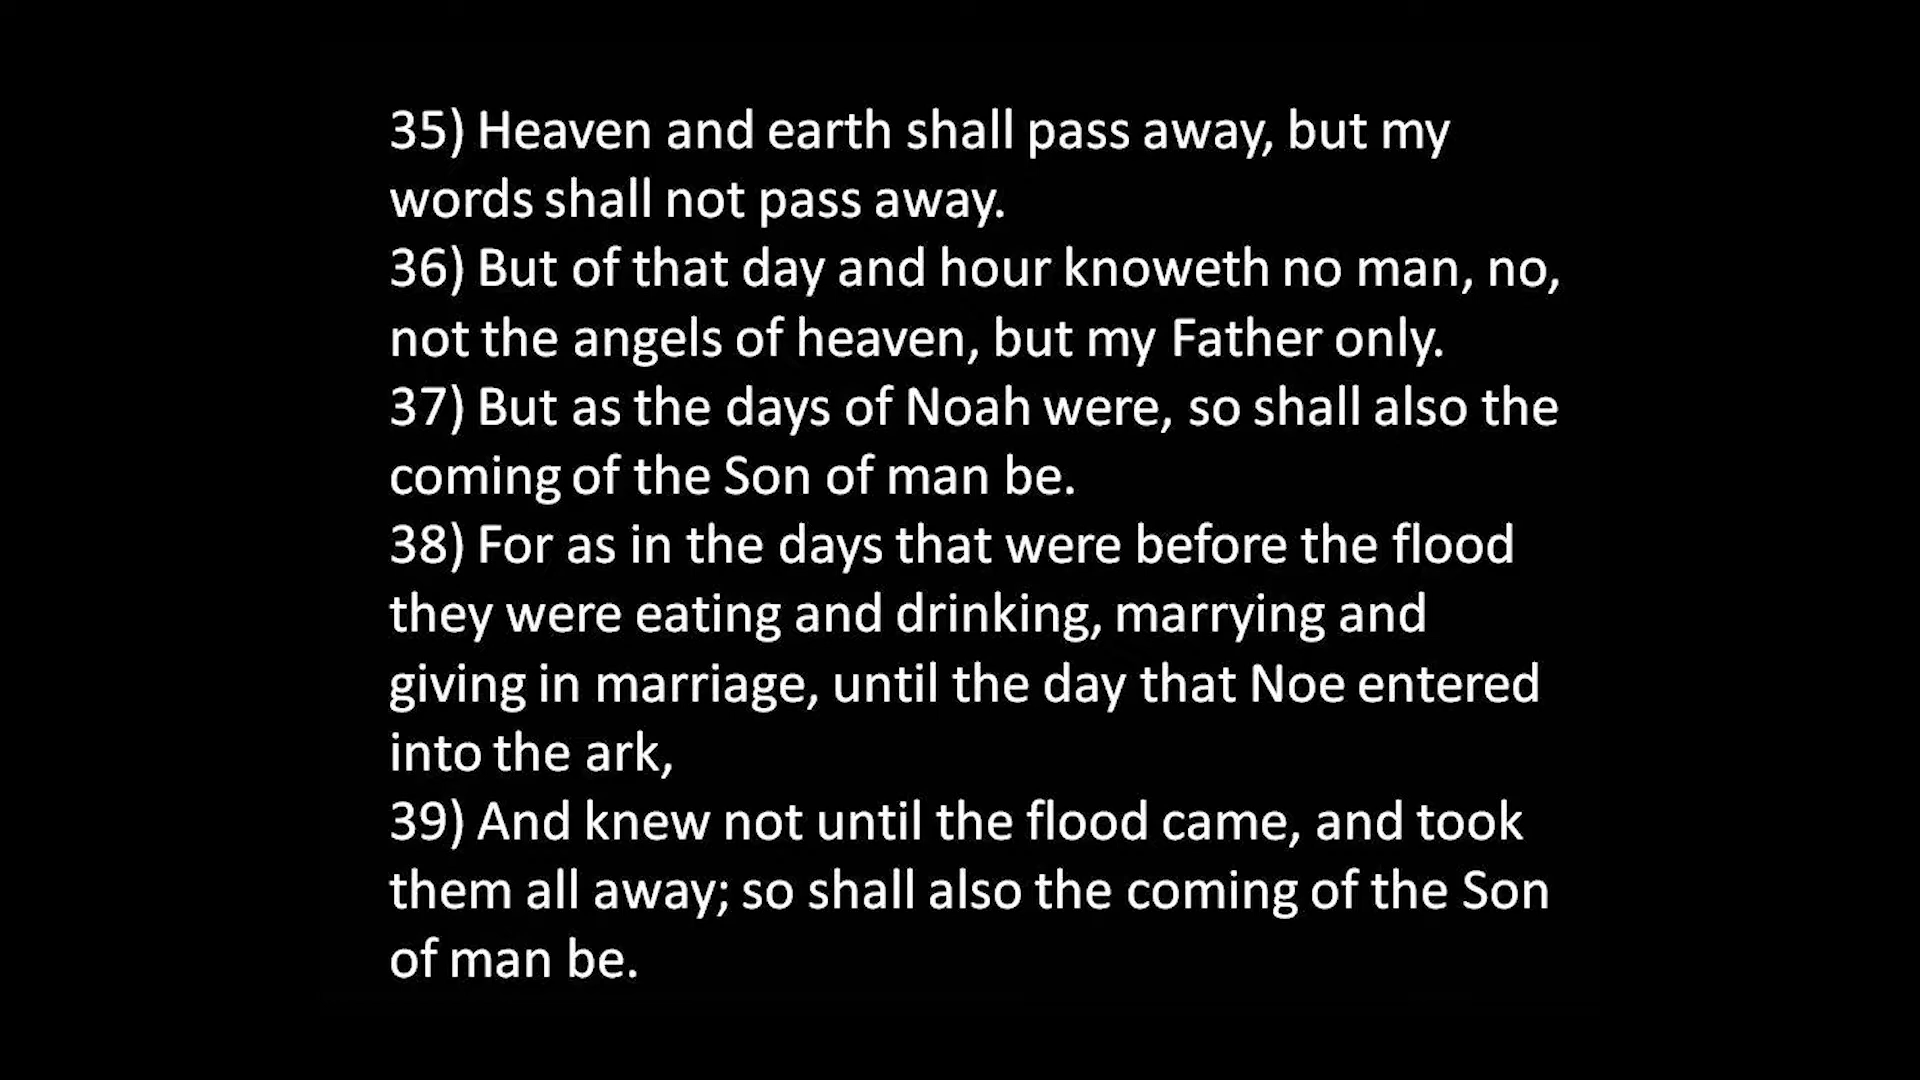 35) Heaven and earth shall pass away, but my
words shall not pass away.
36) But of that day and hour knoweth no man, no,
not the angels of heaven, but my Father only.
37) But as the days of Noah were, so shall also the
coming of the Son of man be.
38) For as in the days that were before the flood
they were eating and drinking, marrying and
giving in marriage, until the day that Noe entered
into the ark,
39) And knew not until the flood came, and took
them all away; so shall also the coming of the Son
of man be.